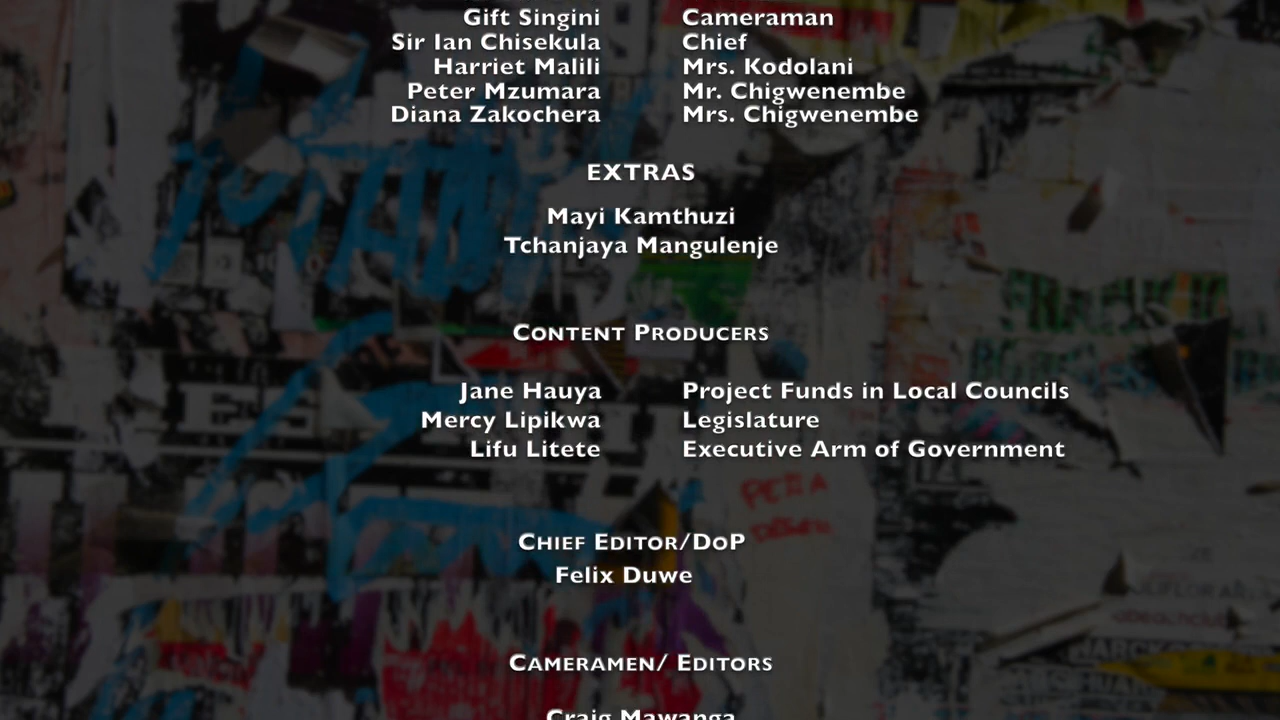 Gift Singini Cameraman
Sir Ian Chisekula Chief
Harriet Malili Mrs. Kodolani
Peter Mzumara Mr. Chigwenembe
Diana Zakochera Mrs. Chigwenembe
EXTRAS
Mayi Kamthuzi
Tchanjaya Mangulenje
CONTENT PRODUCERS
Jane Hauya Project Funds in Local Councils
Mercy Lipikwa Legislature
Lifu Litete Executive Arm of Government
CHIEF EDITOR/DOP
Felix Duwe
CAMERAMEN/ EDITORS
Craig Mawanga